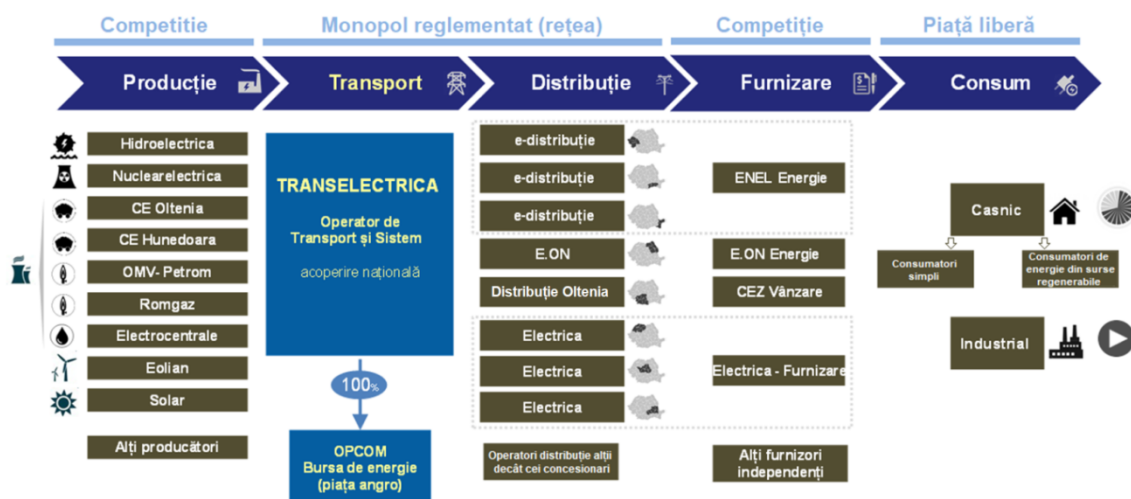 Competitie
Monopol reglementat (rețea)
Competiție
Piață liberă
Producție
Transport
Distribuție
Furnizare
Consum
Hidroelectrica
Nuclearelectrica
CE Oltenia
CE Hunedoara
OMV- Petrom
Romgaz
Electrocentrale
Eolian
Solar
Alți producători
TRANSELECTRICA
Operator de
Transport și Sistem
acoperire națională
100%
OPCOM
Bursa de energie
(piața angro)
e-distribuție
e-distribuție
e-distribuție
E.ON
Distribuție Oltenia
Electrica
Electrica
Electrica
Operatori distribuție alții
decât cei concesionari
ENEL Energie
E.ON Energie
CEZ Vânzare
Electrica - Furnizare
Alți furnizori
independenți
Casnic
Consumatori
simpli
Consumatori de
energie din surse
regenerabile
Industrial